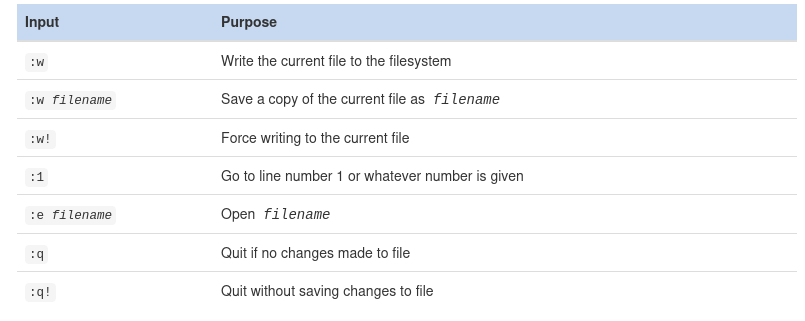 Input Purpose
:w Write the current file to the filesystem
:w filename Save a copy of the current file as filename
:w! Force writing to the current file
:1 Go to line number 1 or whatever number is given
:e filename Open filename
:q Quit if no changes made to file
:q! Quit without saving changes to file